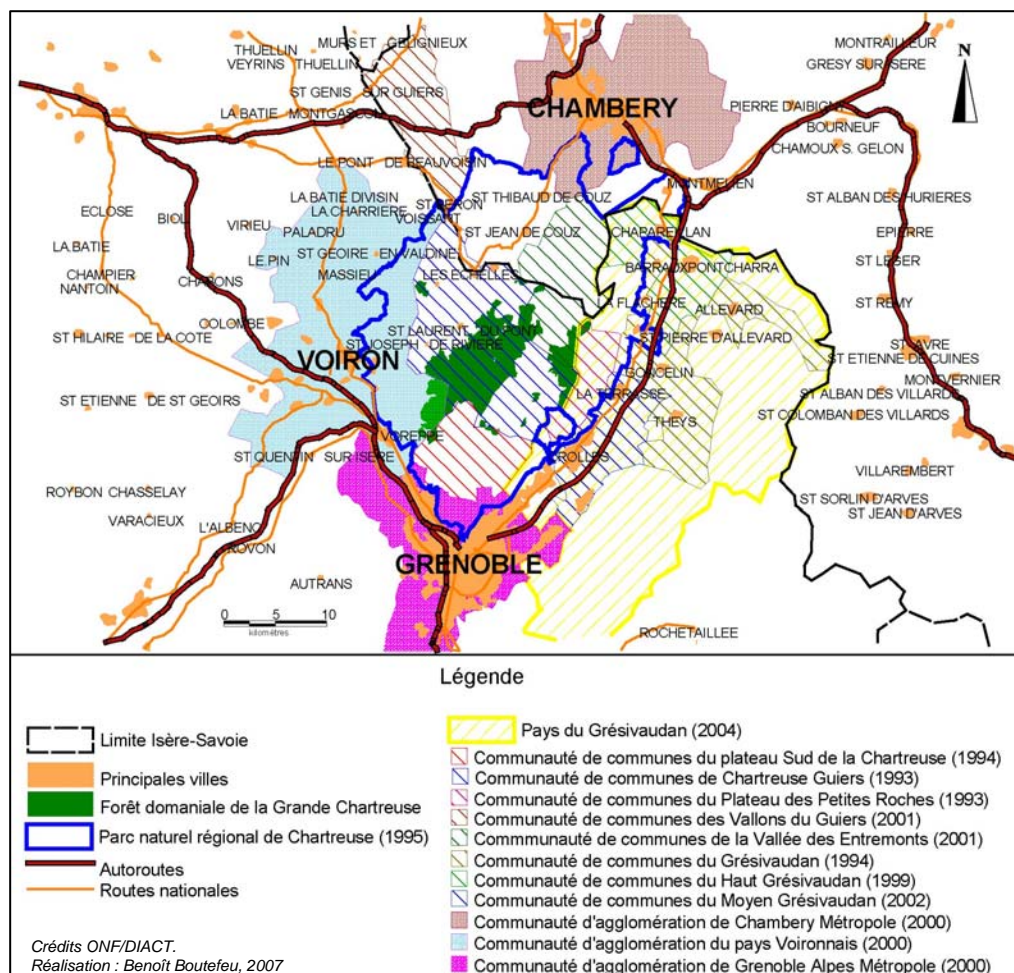 MURS ET GELIGNIEUX
THUELLIN
VEYRINS THUELLIN
MONTRAILLEUR
GRESY SUR ISERE
N
ST GENIS SUR GUIERS
LA BATIE MONTGASCON
CHAMBERY
PIERRE D'AIBIGNY
BOURNEUF
CHAMOUX S. GELON
LE PONT DE BEAUVOISIN
MONTMELIEN
LA BATIE DIVISIN
ST THIBAUD DE COUZ
ST ALBAN DES HURIERES
ECLOSE
BIOL
LA CHARRIERE
ST BERON
VOISSANT
VIRIEU
PALADRU
ST JEAN DE COUZ
CHAPAREILLAN
EPIERRE
LA BATIE
LE PIN
ST GEOIRE EN VALDINE
CHAMPIER
NANTOIN
CHABONS
MASSIEU
LES ECHELLES
BARRAUX
PONTCHARRA
ST LEGER
LA FLACHERE
ALLEVARD
ST REMY
ST HILAIRE DE LA COTE
COLOMBE
ST LAURENT DU PONT
ST JOSEPH DE RIVIERE
ST PIERRE D'ALLEVARD
ST AVRE
ST ETIENNE DE CUINES
VOIRON
GONCELIN
MONTVERNIER
ST ETIENNE DE ST GEOIRS
LA TERRASSE
ST ALBAN DES VILLARDS
THEYS
ST COLOMBAN DES VILLARDS
VOREPPE
ST QUENTIN SUR ISERE
CROLLES
VILLAREMBERT
ROYBON CHASSELAY
ST SORLIN D'ARVES
VARACIEUX
ST JEAN D'ARVES
L'ALBENC
ROVON
GRENOBLE
AUTRANS
0 5 10
kilomètres
ROCHETAILLEE
Légende
Limite Isère-Savoie
Principales villes
Forêt domaniale de la Grande Chartreuse
Parc naturel régional de Chartreuse (1995)
Autoroutes
Routes nationales
Crédits ONF/DIACT.
Réalisation : Benoît Boutefeu, 2007
Pays du Grésivaudan (2004)
Communauté de communes du plateau Sud de la Chartreuse (1994)
Communauté de communes de Chartreuse Guiers (1993)
Communauté de communes du Plateau des Petites Roches (1993)
Communauté de communes des Vallons du Guiers (2001)
Communauté de communes de la Vallée des Entremonts (2001)
Communauté de communes du Grésivaudan (1994)
Communauté de communes du Haut Grésivaudan (1999)
Communauté de communes du Moyen Grésivaudan (2002)
Communauté d'agglomération de Chambery Métropole (2000)
Communauté d'agglomération du pays Voironnais (2000)
Communauté d'agglomération de Grenoble Alpes Métropole (2000)